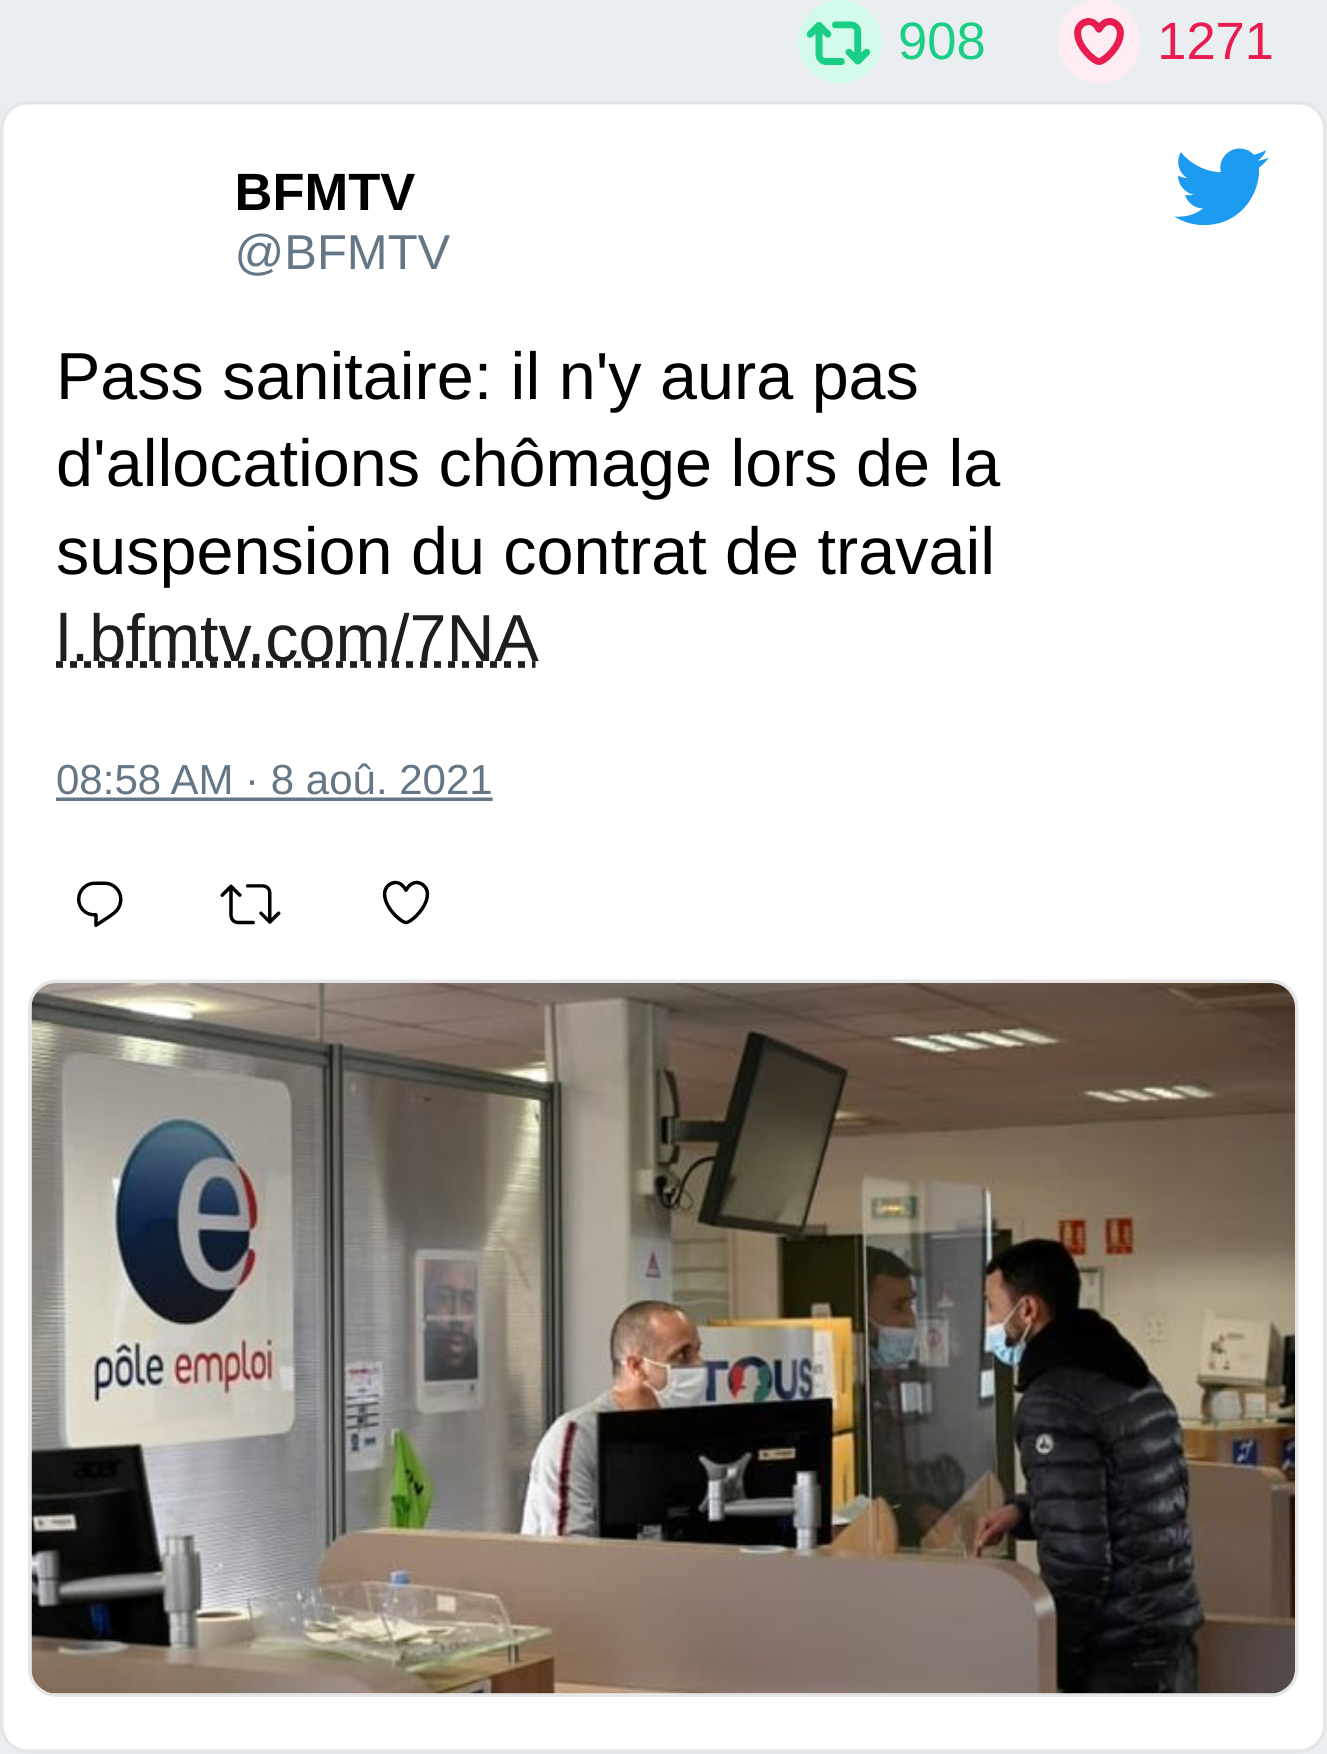 908 1271
BFMTV
@BFMTV
Pass sanitaire: il n'y aura pas
d'allocations chômage lors de la
suspension du contrat de travail
l.bfmtv.com/7NA
08:58 AM · 8 aoû. 2021
e
pôle emploi
TOUS
acer